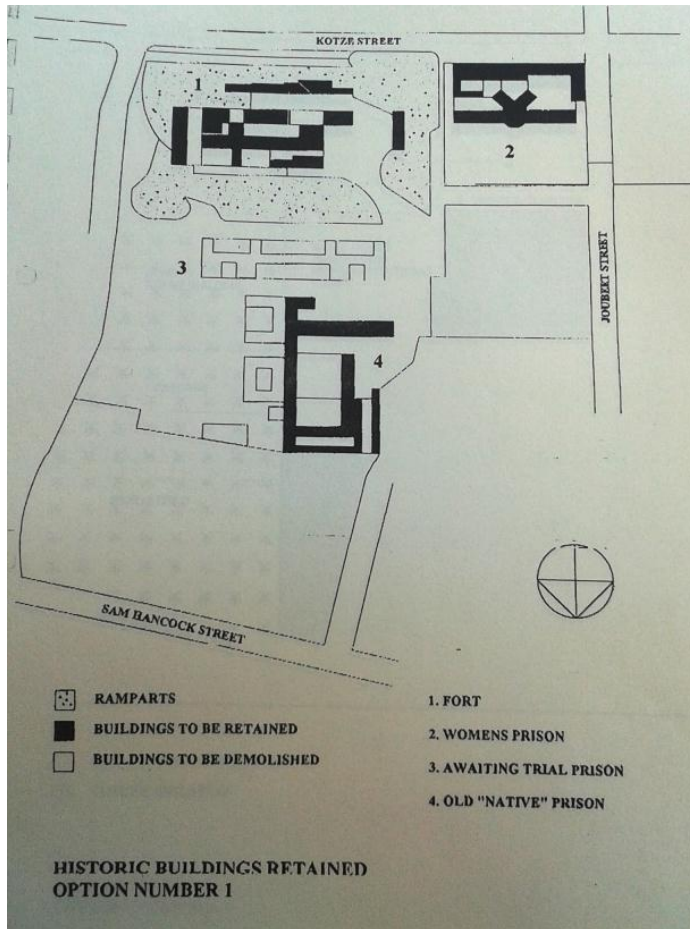 KOTZE STREET
1
2
JOUBERT STREET
3
4
SAM HANCOCK STREET
RAMPARTS
BUILDINGS TO BE RETAINED
BUILDINGS TO BE DEMOLISHED
1. FORT
2. WOMENS PRISON
3. AWAITING TRIAL PRISON
4. OLD "NATIVE" PRISON
HISTORIC BUILDINGS RETAINED
OPTION NUMBER 1